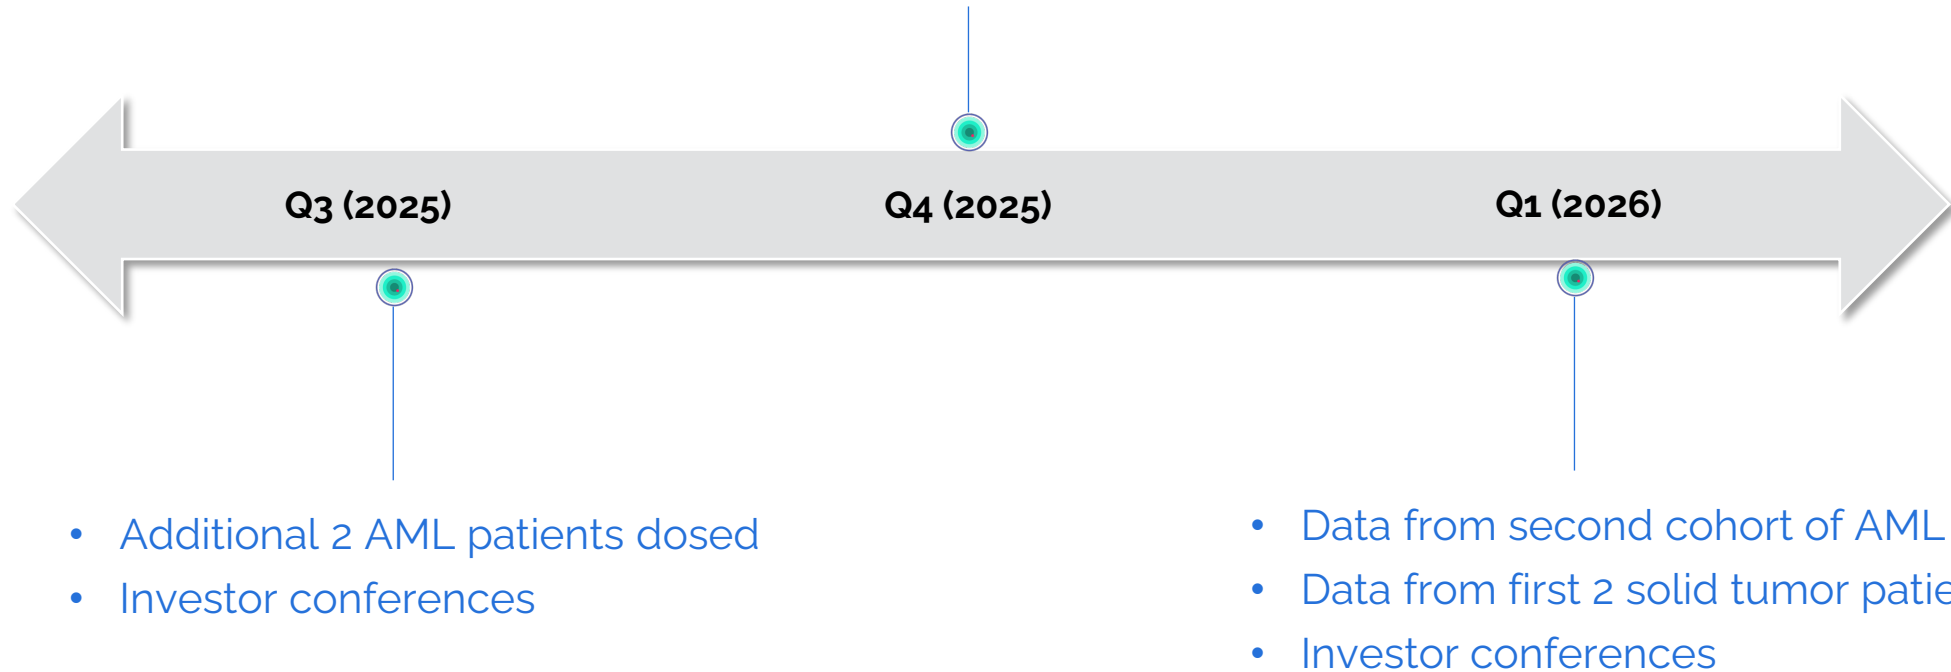 Q3 (2025)
Q4 (2025)
Q1 (2026)
• Additional 2 AML patients dosed
• Investor conferences
• Data from second cohort of AML
• Data from first 2 solid tumor
• Investor conferences